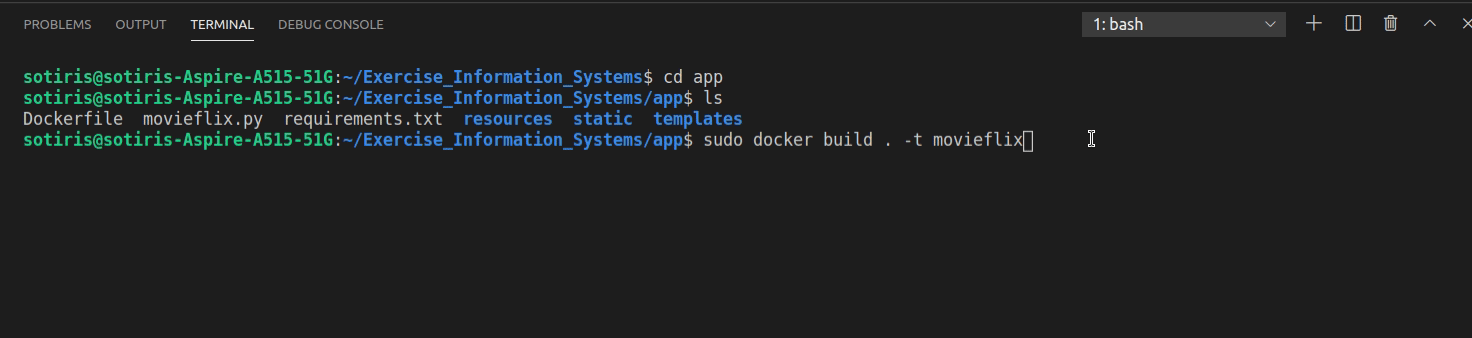 PROBLEMS OUTPUT TERMINAL DEBUG CONSOLE 1: bash
sotiris@sotiris-Aspire-A515-51G:~/Exercise_Information_Systems$ cd app
sotiris@sotiris-Aspire-A515-51G:~/Exercise_Information_Systems/app$ ls
Dockerfile movieflix.py requirements.txt resources static templates
sotiris@sotiris-Aspire-A515-51G:~/Exercise_Information_Systems/app$ sudo docker build . -t movieflix